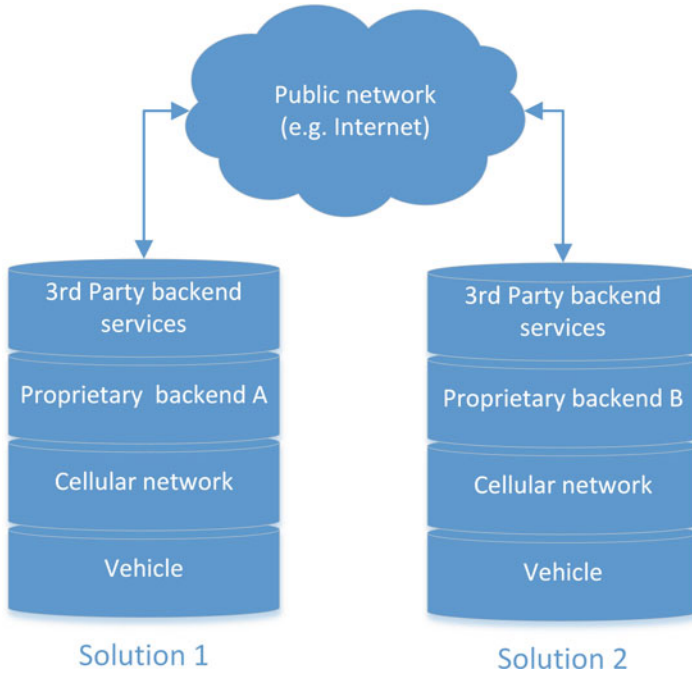 Public network
(e.g. Internet)
3rd Party backend
services
Proprietary backend A
Cellular network
Vehicle
Solution 1
3rd Party backend
services
Proprietary backend B
Cellular network
Vehicle
Solution 2